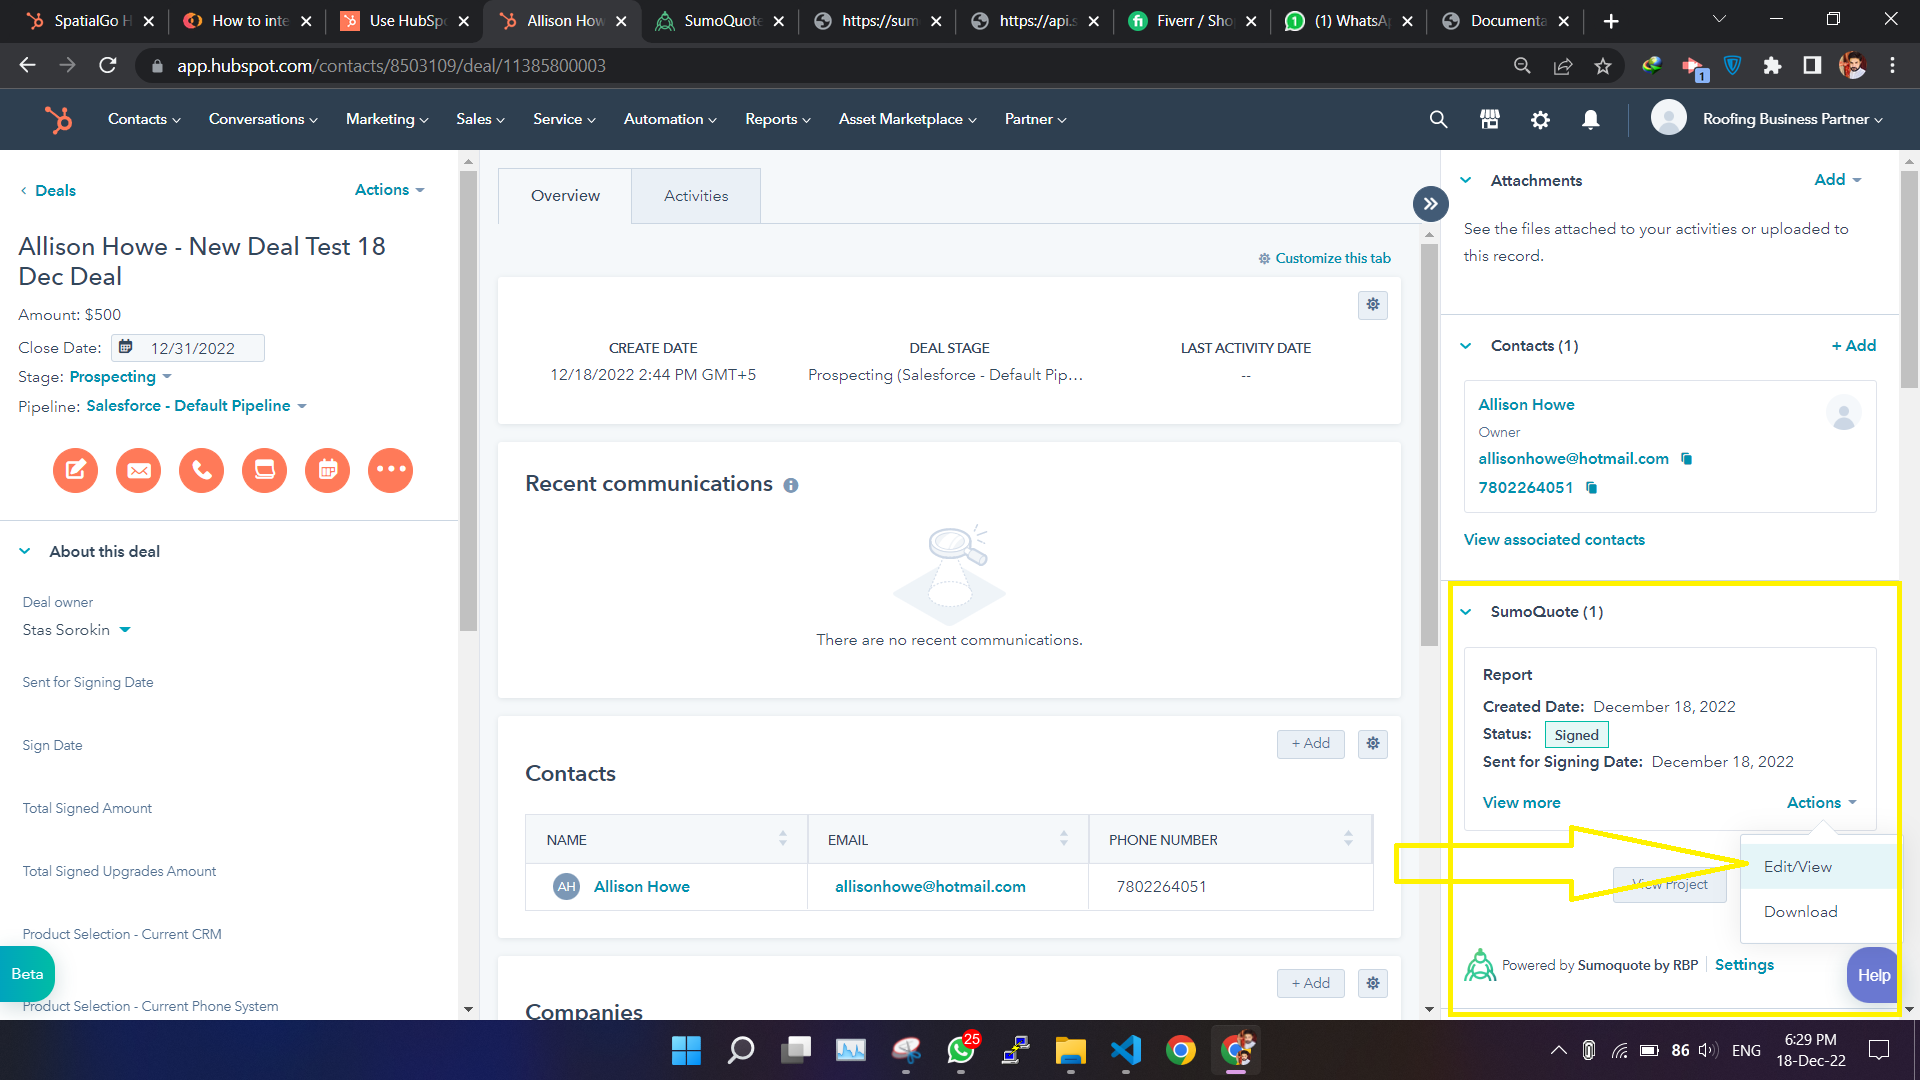 SpatialGo H
How to inte
Use HubSpo
Allison How
SumoQuote
https://sum
https://api.s
Fiverr / Shop
(1) WhatsAp
Documenta
app.hubspot.com/contacts/8503109/deal/11385800003
1
Contacts
Conversations
Marketing
Sales
Service
Automation
Reports
Asset Marketplace
Partner
Roofing Business Partner
Deals
Actions
Allison Howe - New Deal Test 18
Dec Deal
Amount: $500
Close Date: 12/31/2022
Stage: Prospecting
Pipeline: Salesforce - Default Pipeline
About this deal
Deal owner
Stas Sorokin
Sent for Signing Date
Sign Date
Total Signed Amount
Total Signed Upgrades Amount
Product Selection - Current CRM
Beta
Product Selection - Current Phone System
Overview
Activities
Customize this tab
CREATE DATE
12/18/2022 2:44 PM GMT+5
DEAL STAGE
Prospecting (Salesforce - Default Pip...
LAST ACTIVITY DATE
--
Recent communications
There are no recent communications.
+ Add
Contacts
NAME EMAIL PHONE NUMBER
AH Allison Howe allisonhowe@hotmail.com 7802264051
+ Add
Companies
Attachments
Add
See the files attached to your activities or uploaded to
this record.
Contacts (1)
+ Add
Allison Howe
Owner
allisonhowe@hotmail.com
7802264051
View associated contacts
SumoQuote (1)
Report
Created Date: December 18, 2022
Status: Signed
Sent for Signing Date: December 18, 2022
View more
Actions
Edit/View
View Project
Download
Powered by Sumoquote by RBP
Settings
Help
25
86
ENG
6:29 PM
18-Dec-22